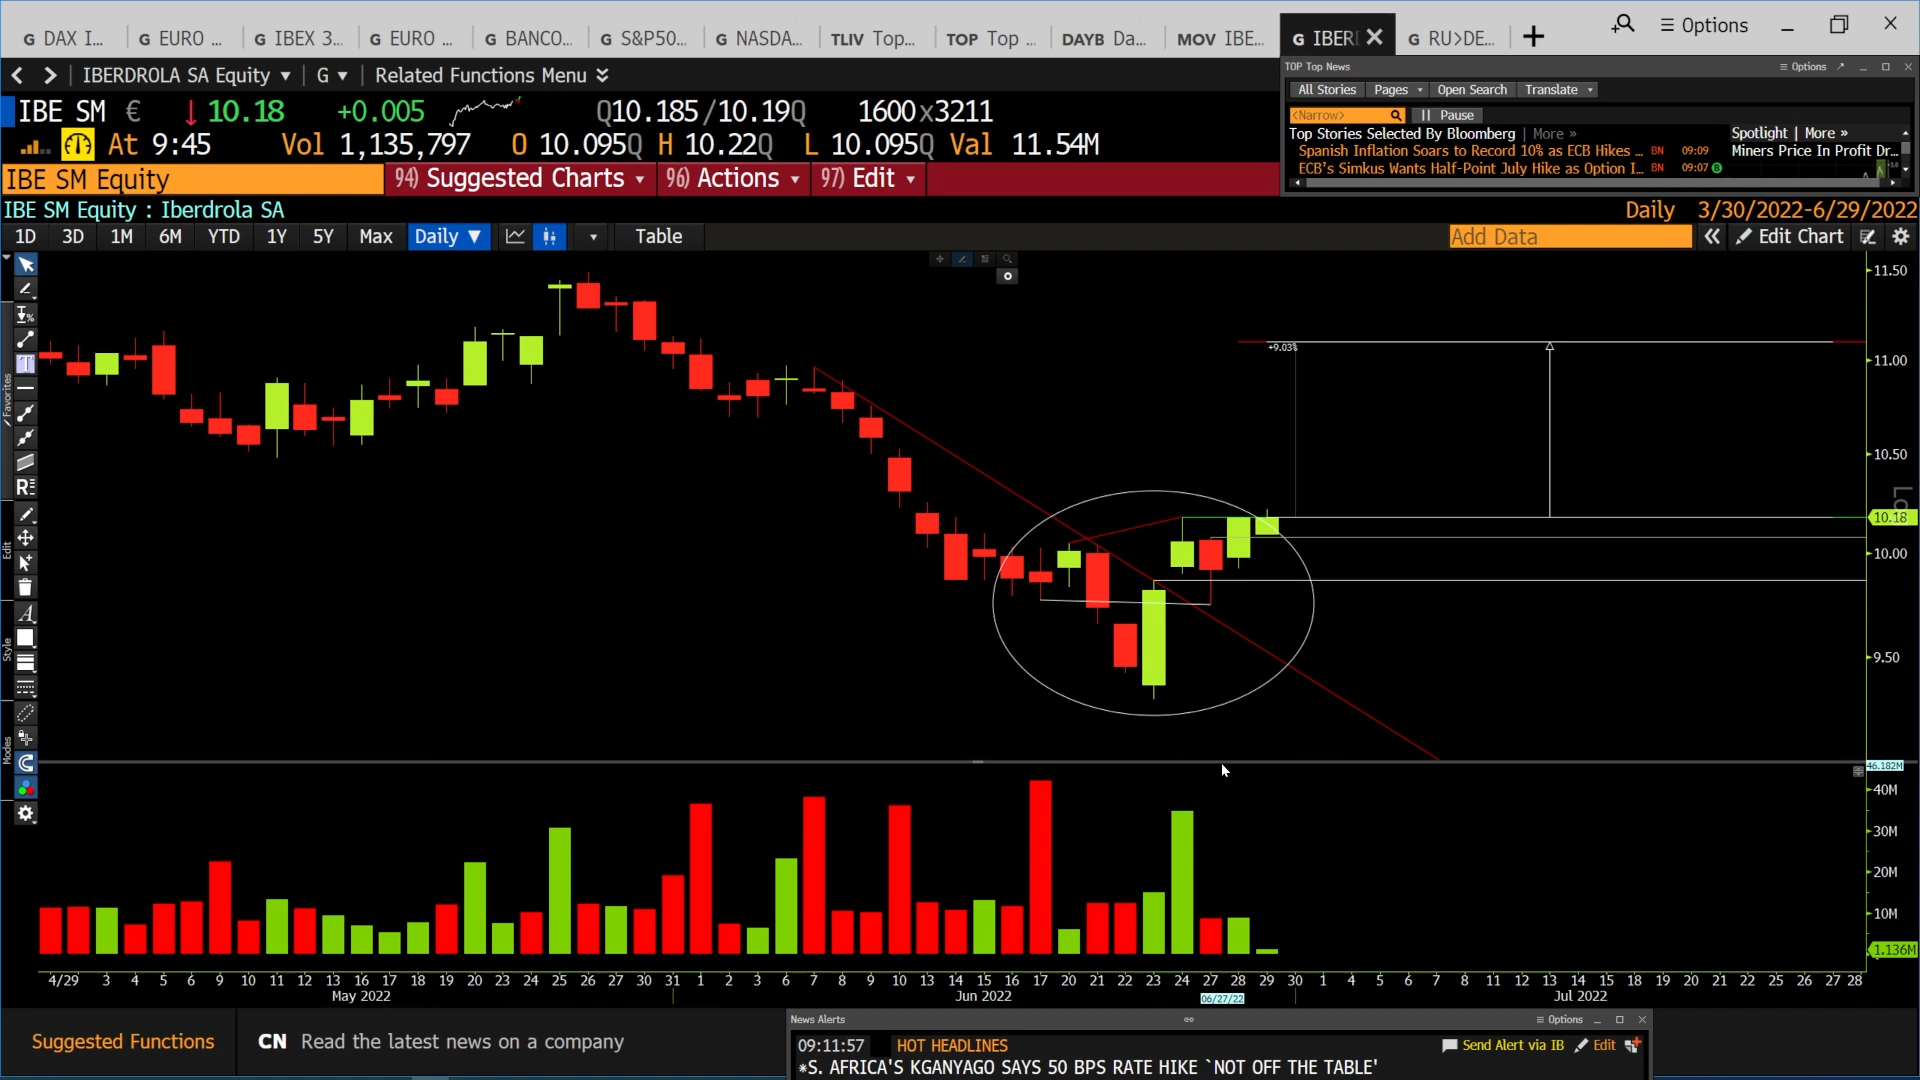 G DAX I... G EURO ... G IBEX 3... G EURO ... G BANCO... G S&P50... G NASDA... TLIV Top... TOP Top ... DAYB Da... MOV IBE... G IBER G RU>DE... + Options
IBERDROLA SA Equity G Related Functions Menu
TOP Top News Options
IBE SM € 10.18 +0.005 Q10.185/10.19Q 1600x3211
All Stories Pages Open Search Translate
<Narrow> Pause
At 9:45 Vol 1,135,797 O 10.095Q H 10.22Q L 10.095Q Val 11.54M
Top Stories Selected By Bloomberg | More » Spotlight | More »
Spanish Inflation Soars to Record 10% as ECB Hikes ... BN 09:09 Miners Price In Profit Dr...
ECB's Simkus Wants Half-Point July Hike as Option I... BN 09:07
IBE SM Equity 94) Suggested Charts 96) Actions 97) Edit
IBE SM Equity : Iberdrola SA Daily 3/30/2022-6/29/2022
1D 3D 1M 6M YTD 1Y 5Y Max Daily Table Add Data Edit Chart
11.50
+9.03%
11.00
10.50
10.18
10.00
9.50
Favorites
Edit
Style
Modes
46.182M
40M
30M
20M
10M
1.136M
4/29 3 4 5 6 9 10 11 12 13 16 17 18 19 20 23 24 25 26 27 30 31 1 2 3 6 7 8 9 10 13 14 15 16 17 20 21 22 23 24 27 28 29 30 1 4 5 6 7 8 11 12 13 14 15 18 19 20 21 22 25 26 27 28
May 2022 Jun 2022 06/27/22 Jul 2022
Suggested Functions CN Read the latest news on a company
News Alerts Options
09:11:57 HOT HEADLINES Send Alert via IB Edit
*S. AFRICA'S KGANYAGO SAYS 50 BPS RATE HIKE `NOT OFF THE TABLE'